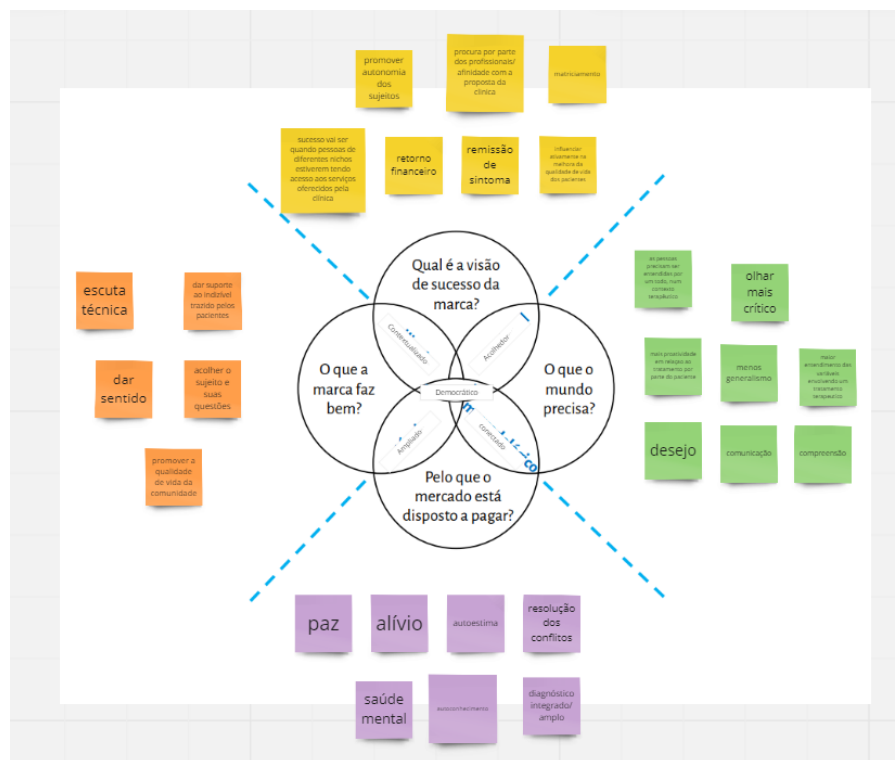 promover
autonomia
dos
sujeitos
procura por parte
dos profissionais/
afinidade com a
proposta da
clínica
matriciamento
sucesso vai ser
quando pessoas de
diferentes nichos
estiverem tendo
acesso aos serviços
oferecidos pela
clínica
retorno
financeiro
remissão
de
sintoma
influenciar
ativamente na
melhora da
qualidade de vida
dos pacientes
escuta
técnica
dar suporte
ao indizível
trazido pelos
pacientes
dar
sentido
acolher o
sujeito e
suas
questões
promover a
qualidade
de vida da
comunidade
Qual é a visão
de sucesso da
marca?
Contextualizado
Acolhedor
O que a
marca faz
bem?
Democrático
O que o
mundo
precisa?
Ampliado
conectado
co
Pelo que o
mercado está
disposto a pagar?
as pessoas
precisam ser
entendidas por
um todo, num
contexto
terapêutico
olhar
mais
crítico
mais proatividade
em relação ao
tratamento por
parte do paciente
menos
generalismo
maior
entendimento das
variáveis
envolvendo um
tratamento
terapeutico
desejo
comunicação
compreensão
paz
alívio
autoestima
resolução
dos
conflitos
saúde
mental
autoconhecimento
diagnóstico
integrado/
amplo